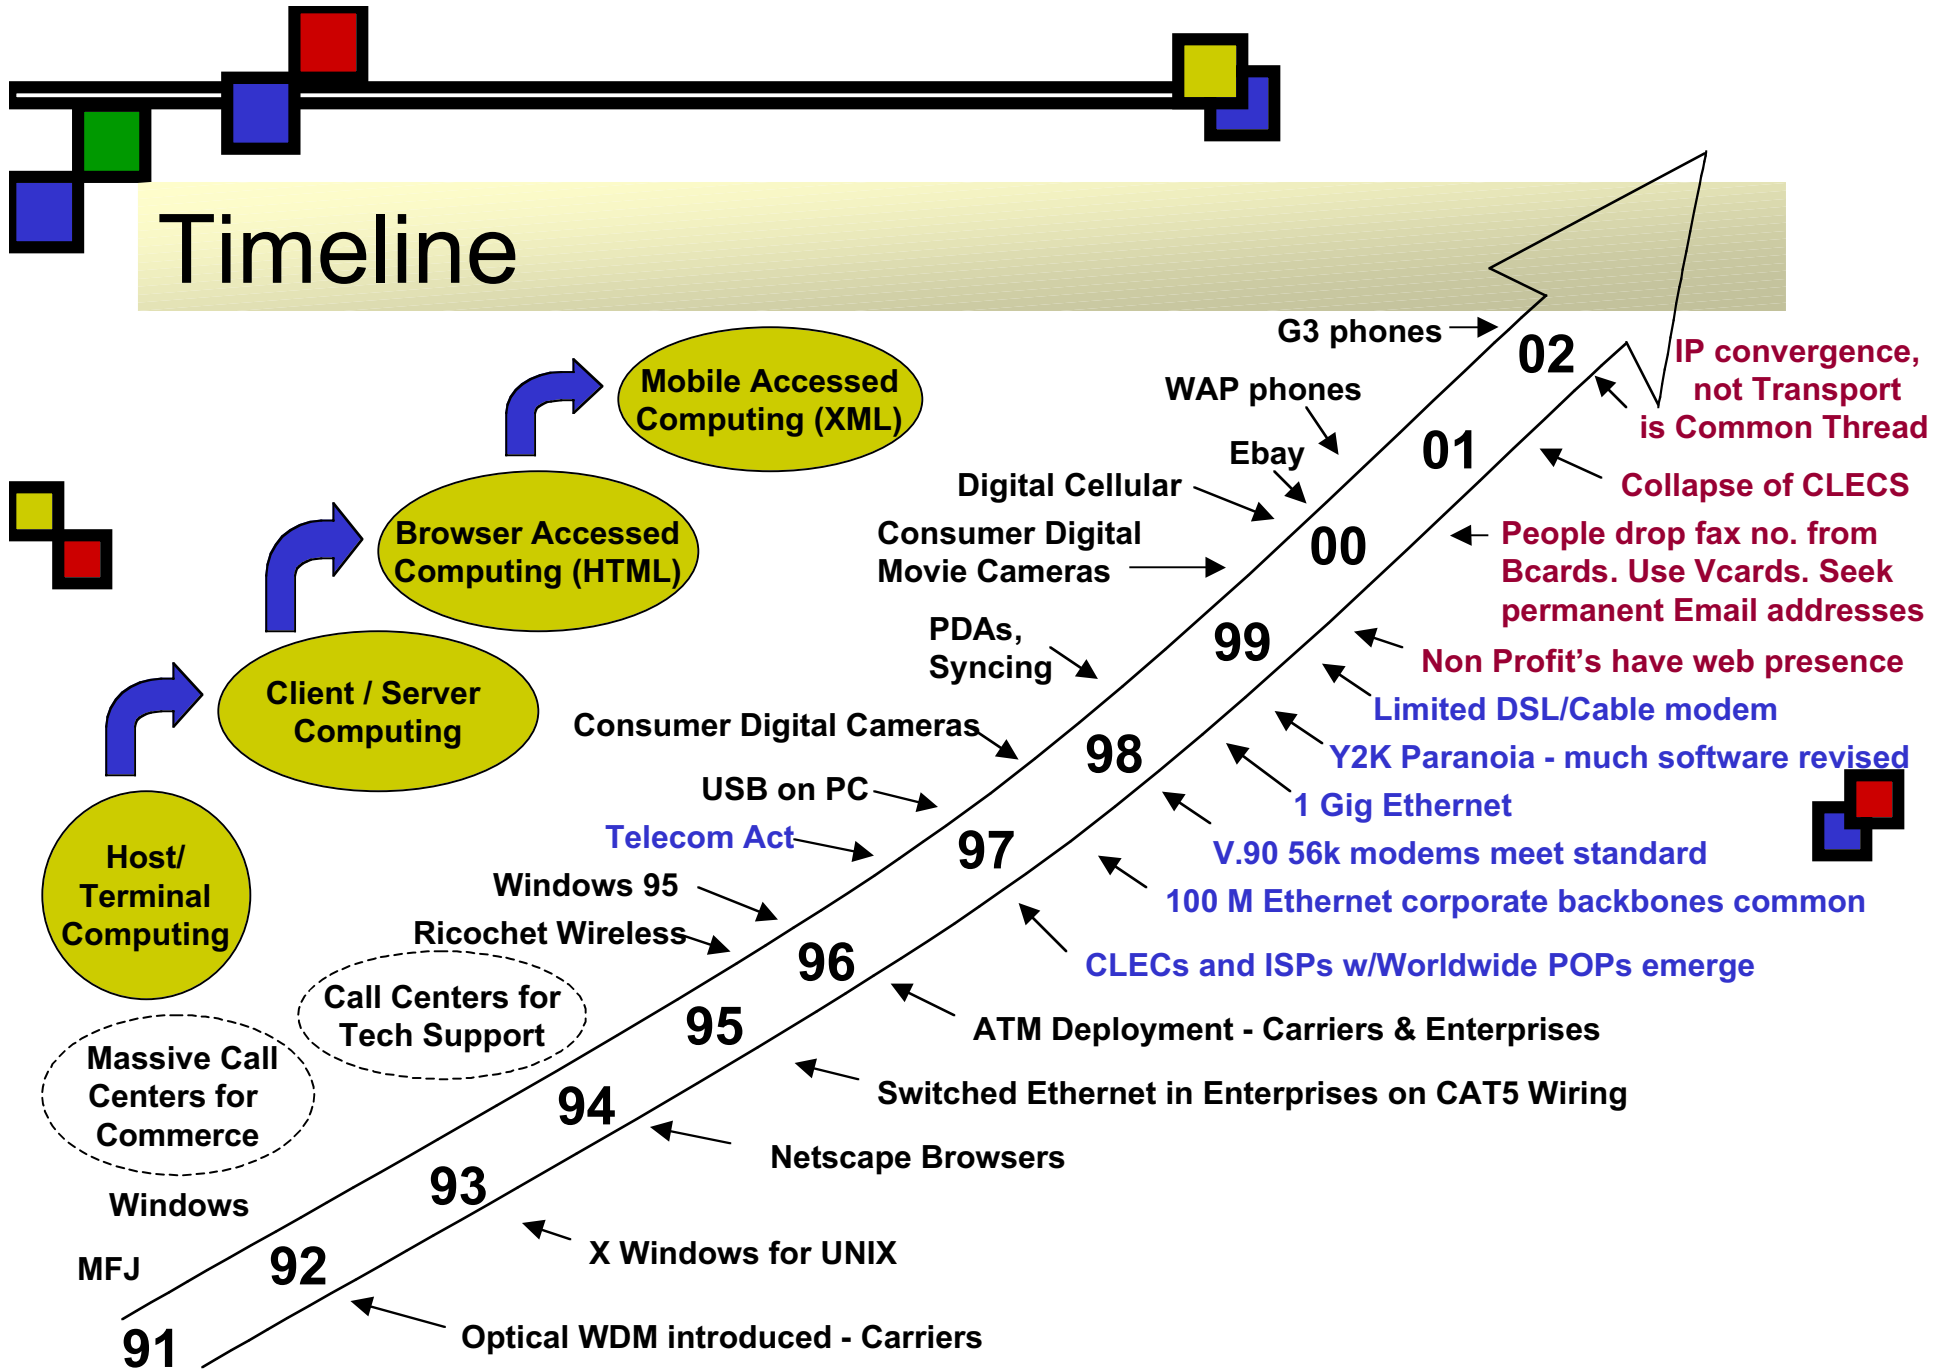 Timeline
G3 phones
02
IP convergence,
not Transport
is Common Thread
WAP phones
01
Ebay
Collapse of CLECS
Digital Cellular
Consumer Digital
Movie Cameras
00
People drop fax no. from
Bcards. Use Vcards. Seek
permanent Email addresses
PDAs,
Syncing
99
Non Profit's have web presence
Limited DSL/Cable modem
Consumer Digital Cameras
98
Y2K Paranoia - much software revised
USB on PC
1 Gig Ethernet
Telecom Act
97
V.90 56k modems meet standard
Windows 95
100 M Ethernet corporate backbones common
Ricochet Wireless
96
CLECs and ISPs w/Worldwide POPs emerge
95
ATM Deployment - Carriers & Enterprises
94
Switched Ethernet in Enterprises on CAT5 Wiring
Netscape Browsers
93
Windows
X Windows for UNIX
MFJ
92
Optical WDM introduced - Carriers
91
Mobile Accessed
Computing (XML)
Browser Accessed
Computing (HTML)
Client / Server
Computing
Host/
Terminal
Computing
Call Centers for
Tech Support
Massive Call
Centers for
Commerce